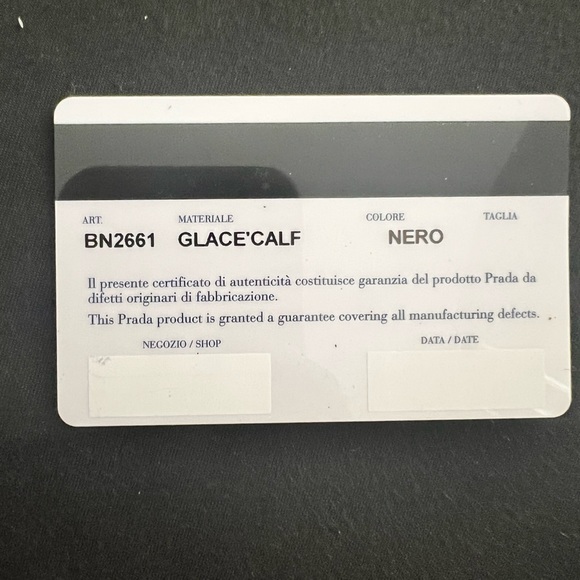 ART. MATERIALE COLORE TAGLIA
BN2661 GLACE'CALF NERO
Il presente certificato di autenticità costituisce garanzia del prodotto Prada da
difetti originari di fabbricazione.
This Prada product is granted a guarantee covering all manufacturing defects.
NEGOZIO / SHOP DATA / DATE